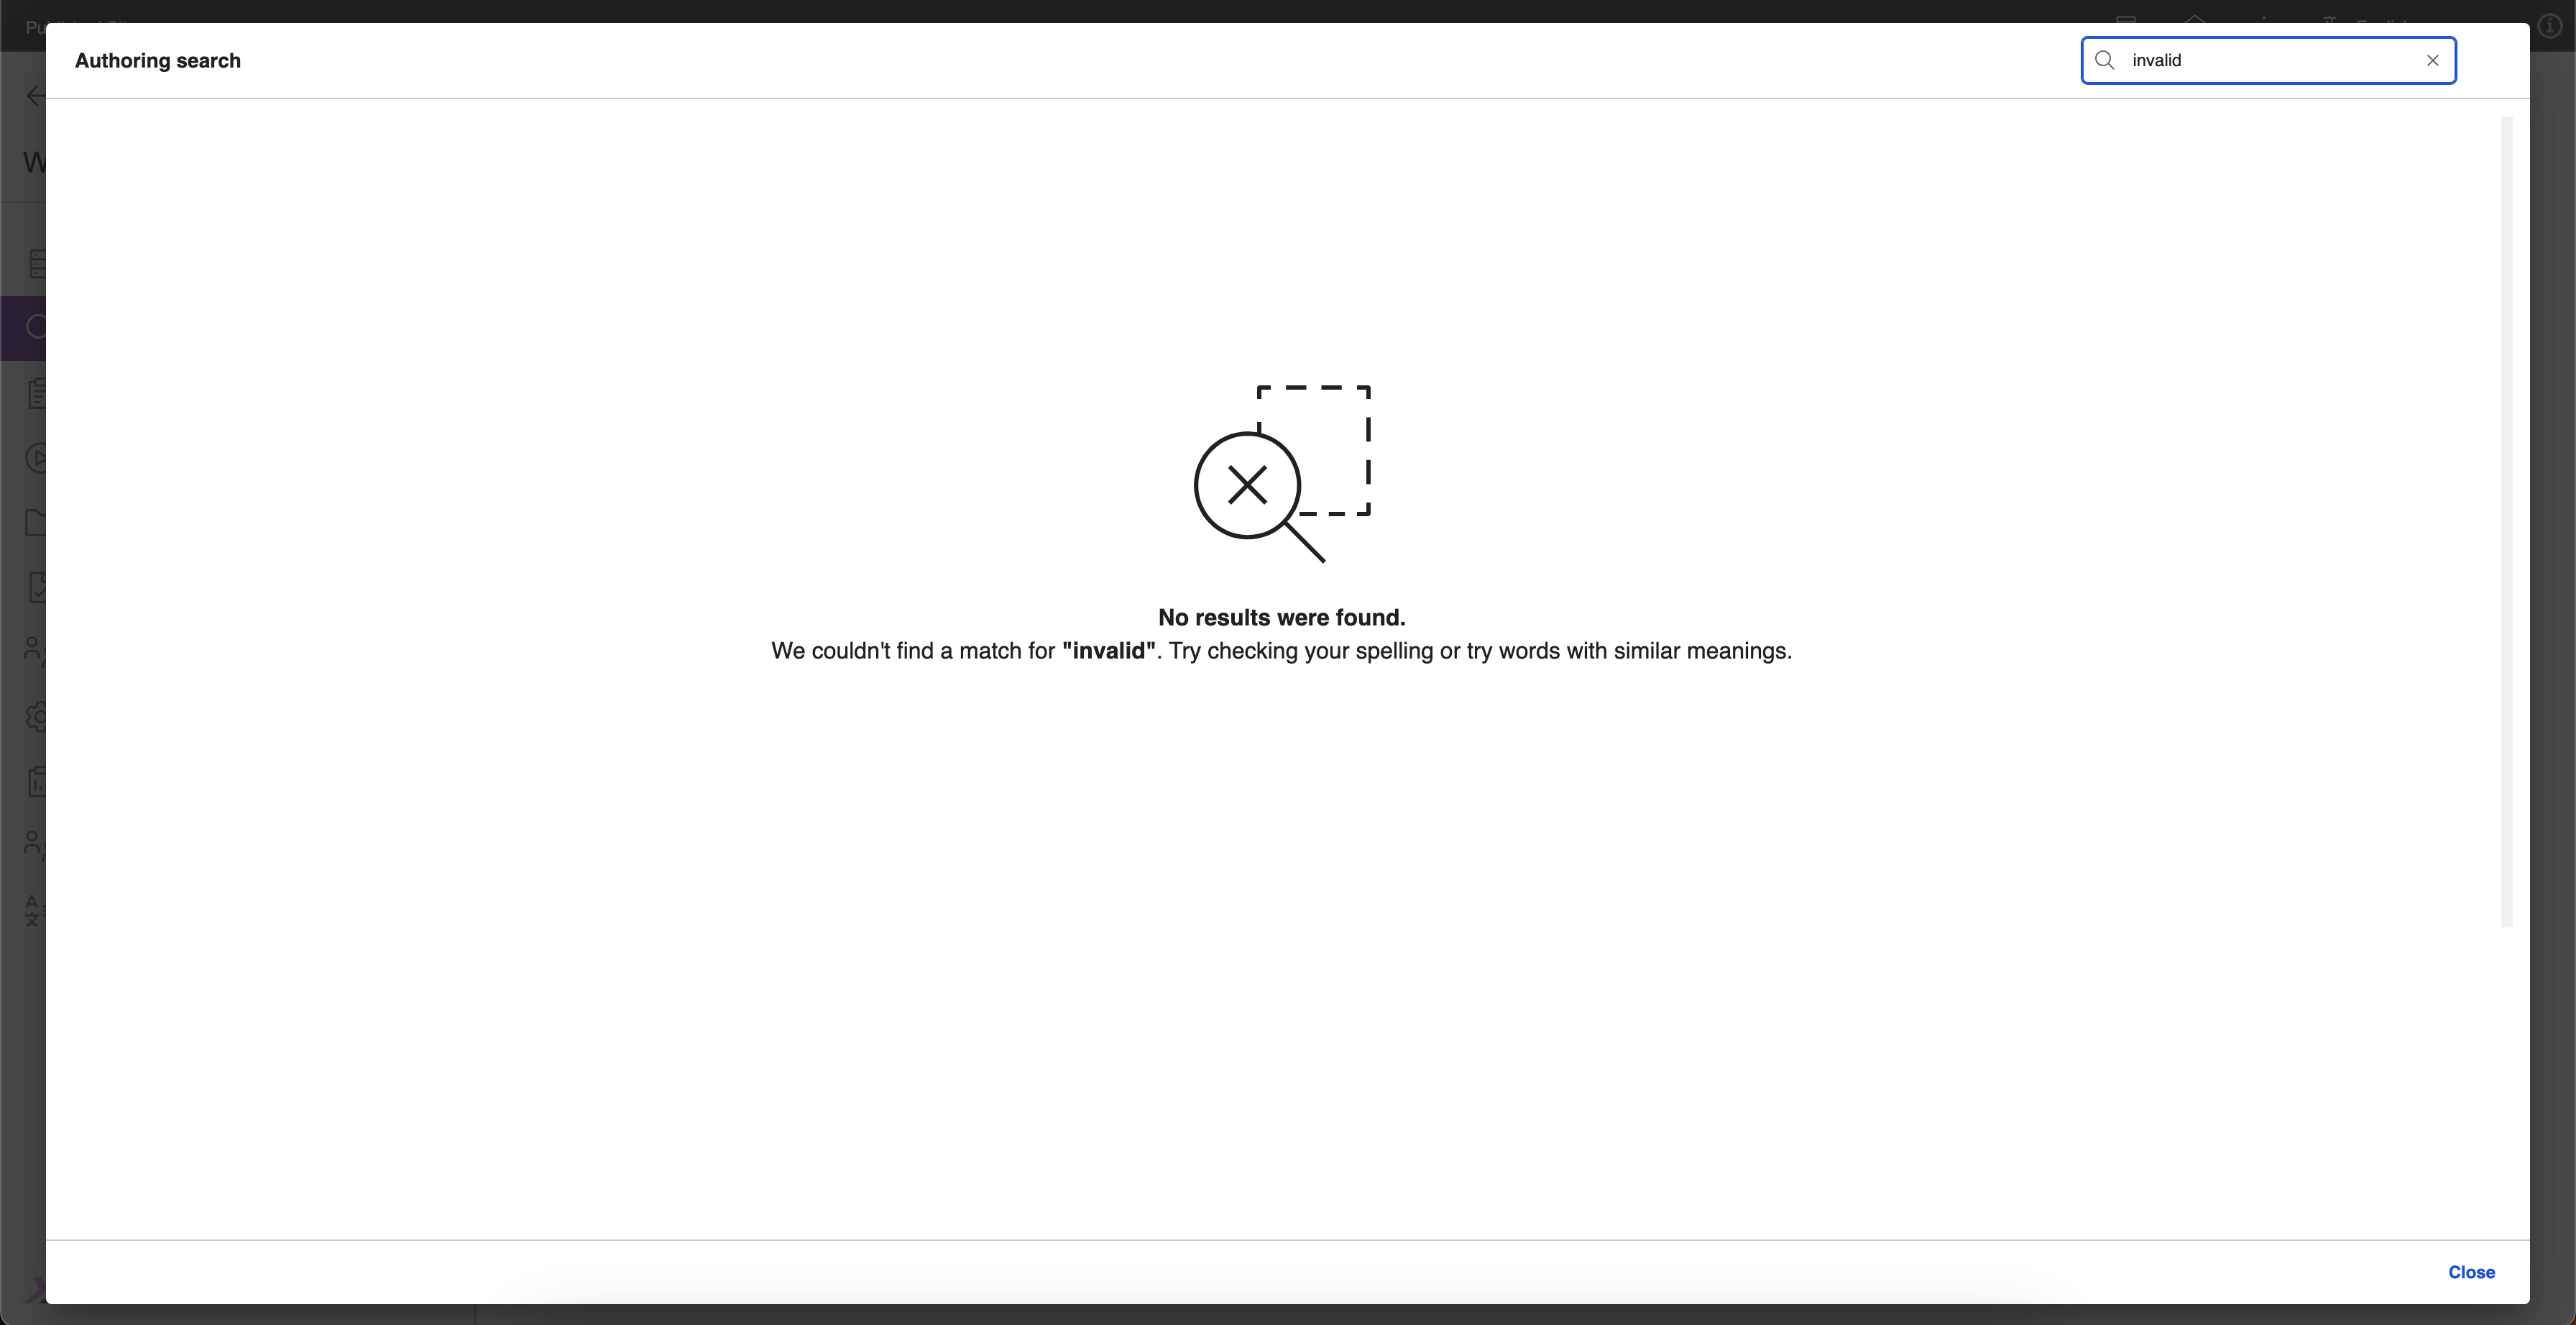 Authoring search
invalid
No results were found.
We couldn't find a match for "invalid". Try checking your spelling or try words with similar meanings.
Close